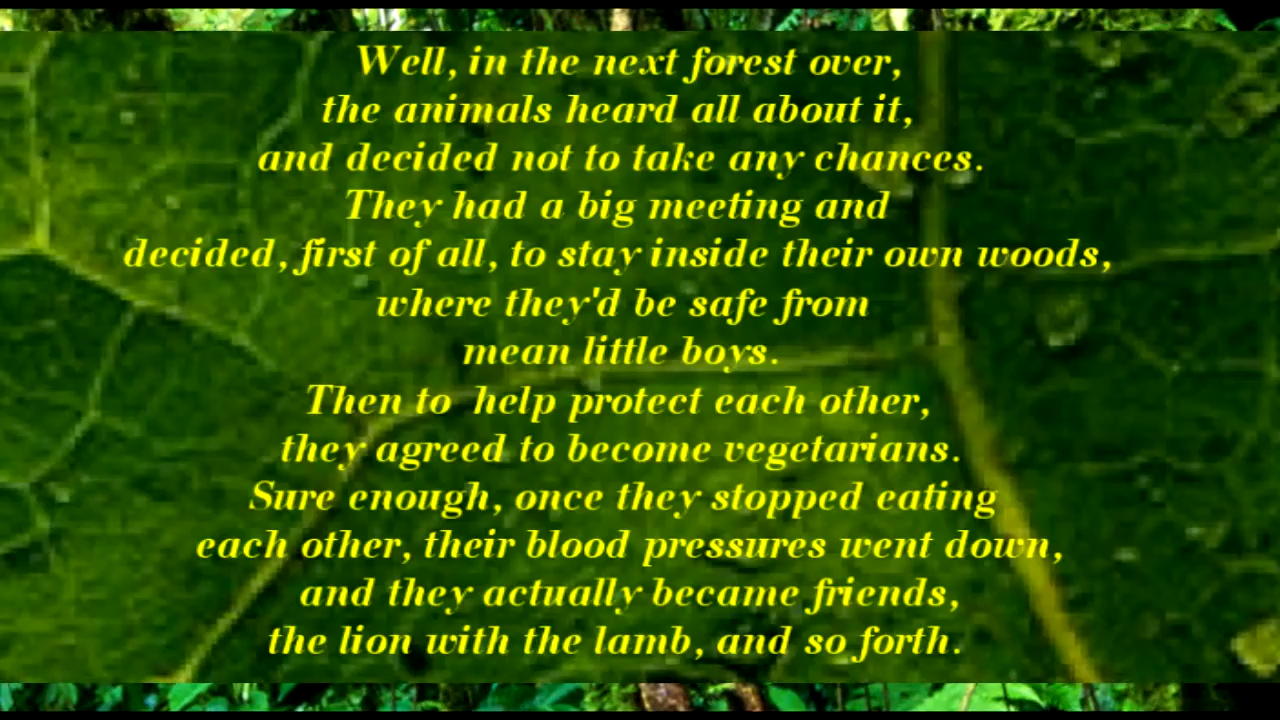 Well, in the next forest over,
the animals heard all about it,
and decided not to take any chances.
They had a big meeting and
decided, first of all, to stay inside their own woods,
where they'd be safe from
mean little boys.
Then to  help protect each other,
they agreed to become vegetarians.
Sure enough, once they stopped eating
each other, their blood pressures went down,
and they actually became friends,
the lion with the lamb, and so forth.